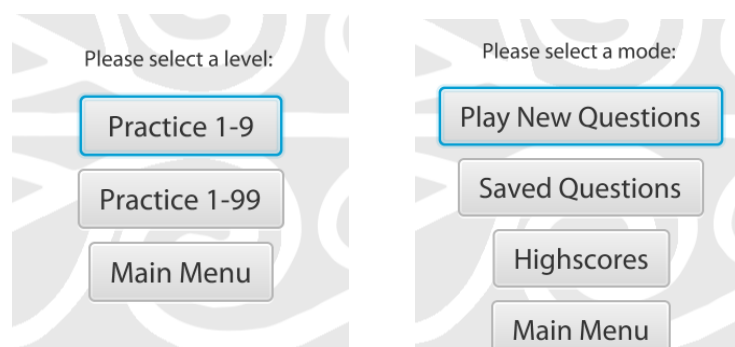 Please select a level:
Practice 1-9
Practice 1-99
Main Menu
Please select a mode:
Play New Questions
Saved Questions
Highscores
Main Menu